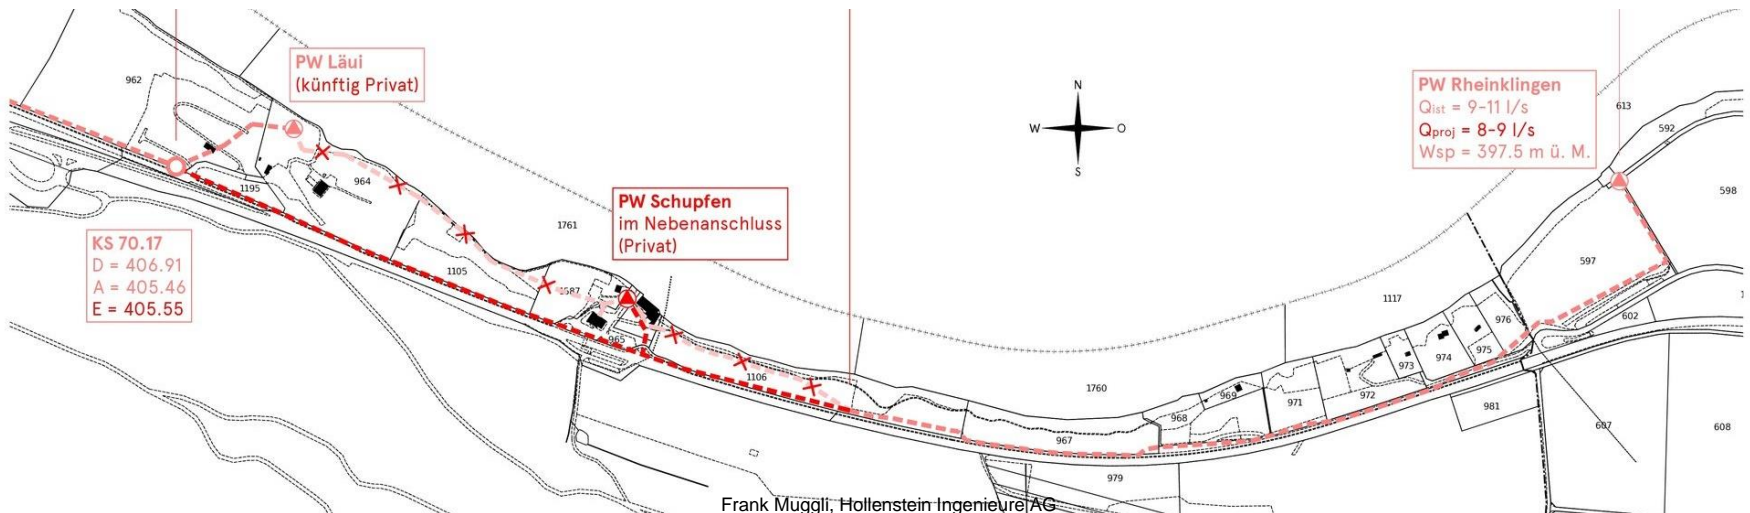 PW Läui
(künftig Privat)
962
PW Rheinklingen
Qist = 9-11 l/s
Qproj = 8-9 l/s
Wsp = 397.5 m ü. M.
613
592
N
W
O
S
598
1195
964
PW Schupfen
im Nebenanschluss
(Privat)
1761
KS 70.17
D = 406.91
A = 405.46
E = 405.55
1105
597
1117
602
976
965
974
975
973
1106
1760
972
969
971
968
981
967
607
608
979
Frank Muggli, Hollenstein Ingenieure AG